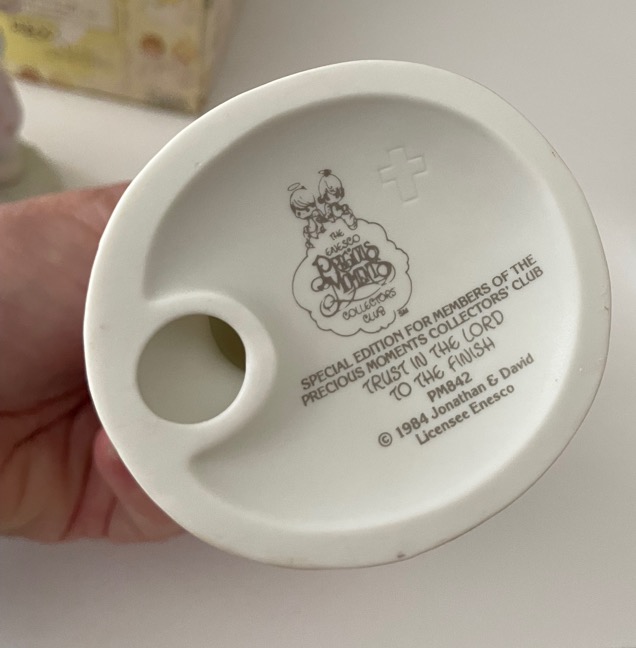 THE
ENESCO
PRECIOUS
MOMENTS
COLLECTORS'
CLUB
SPECIAL EDITION FOR MEMBERS OF THE
PRECIOUS MOMENTS COLLECTORS' CLUB
TRUST IN THE LORD
TO THE FINISH
PM842
© 1984 Jonathan & David
Licensee Enesco